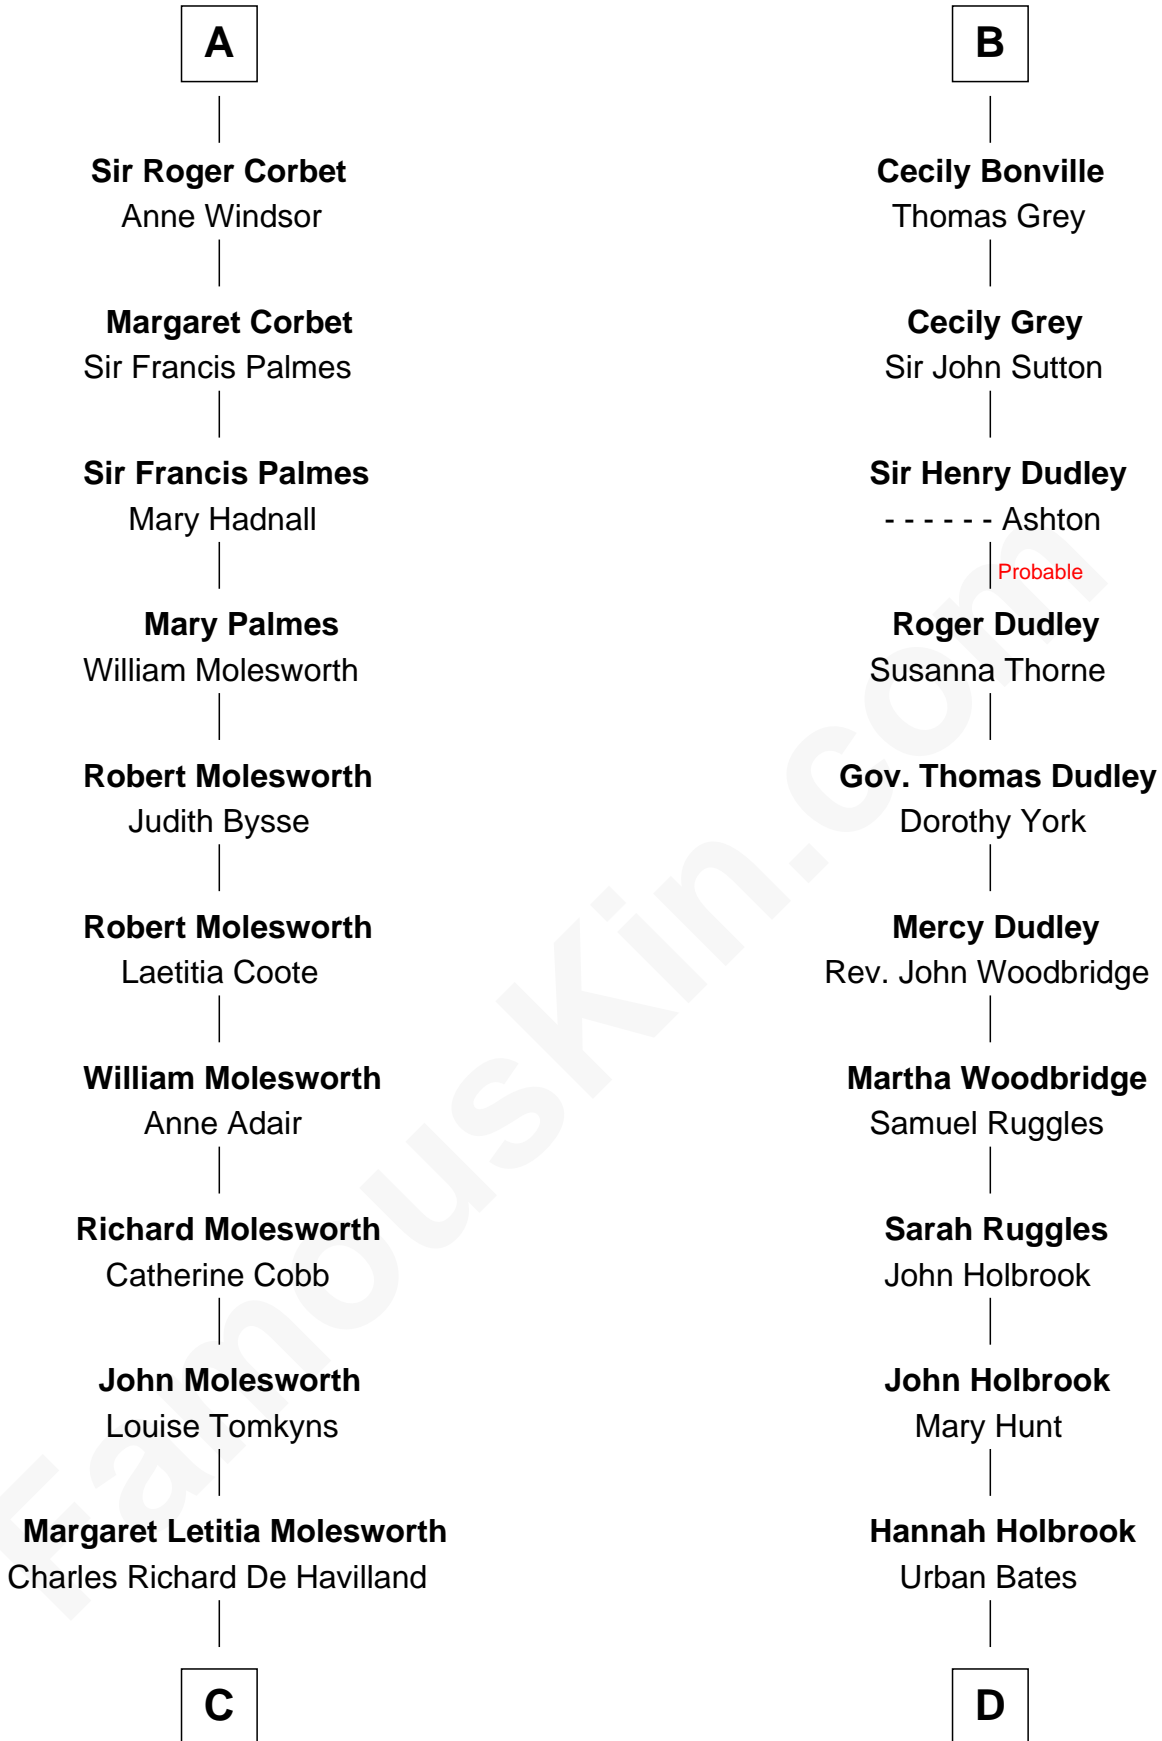 A
Sir Roger Corbet
Anne Windsor
Margaret Corbet
Sir Francis Palmes
Sir Francis Palmes
Mary Hadnall
Mary Palmes
William Molesworth
Robert Molesworth
Judith Bysse
Robert Molesworth
Laetitia Coote
William Molesworth
Anne Adair
Richard Molesworth
Catherine Cobb
John Molesworth
Louise Tomkyns
Margaret Letitia Molesworth
Charles Richard De Havilland
C
B
Cecily Bonville
Thomas Grey
Cecily Grey
Sir John Sutton
Sir Henry Dudley
- - - - - - Ashton
Probable
Roger Dudley
Susanna Thorne
Gov. Thomas Dudley
Dorothy York
Mercy Dudley
Rev. John Woodbridge
Martha Woodbridge
Samuel Ruggles
Sarah Ruggles
John Holbrook
John Holbrook
Mary Hunt
Hannah Holbrook
Urban Bates
D
FamousKin.com